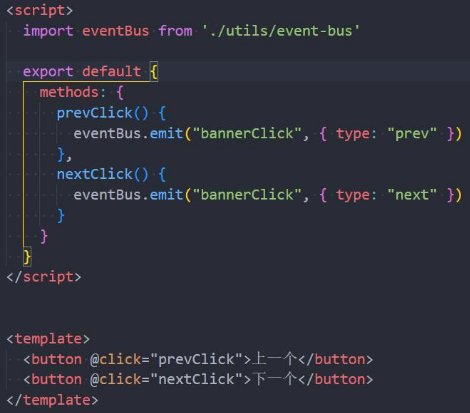 <script>
import eventBus from './utils/event-bus'
export default {
methods: {
prevClick() {
eventBus.emit("bannerClick", { type: "prev" })
},
nextClick() {
eventBus.emit("bannerClick", { type: "next" })
}
}
}
</script>
<template>
<button @click="prevClick">上一个</button>
<button @click="nextClick">下一个</button>
</template>